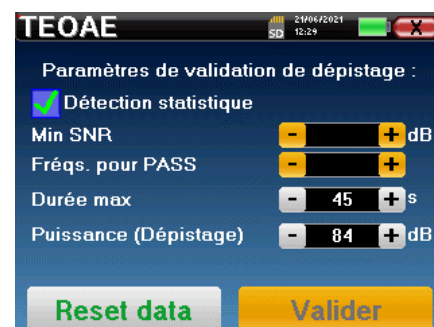 TEOAE SD 21/06/2021 12:29 X
Paramètres de validation de dépistage :
Détection statistique
Min SNR - + dB
Fréqs. pour PASS - +
Durée max - 45 + s
Puissance (Dépistage) - 84 + dB
Reset data Valider